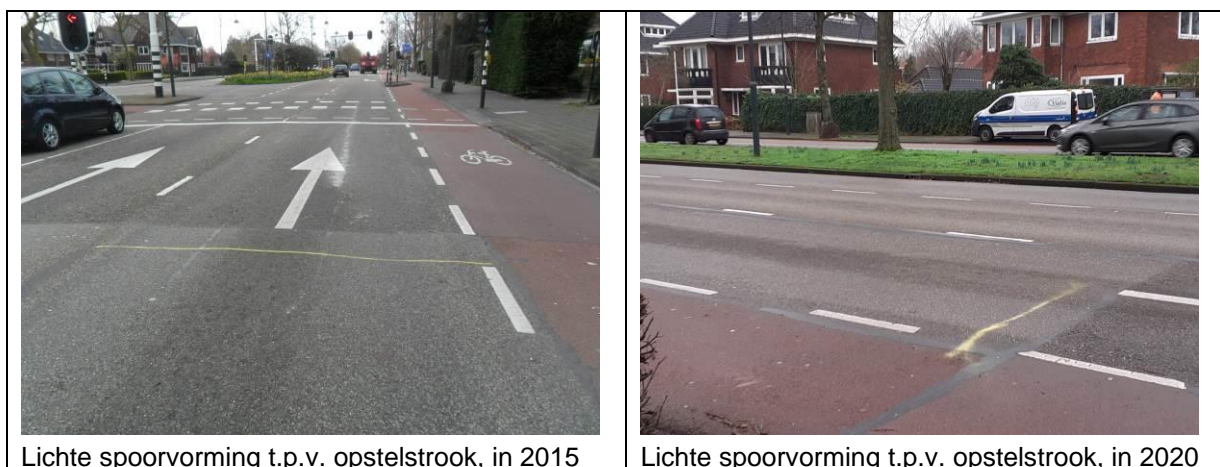 Lichte spoorvorming t.p.v. opstelstrook, in 2015
Lichte spoorvorming t.p.v. opstelstrook, in 2020